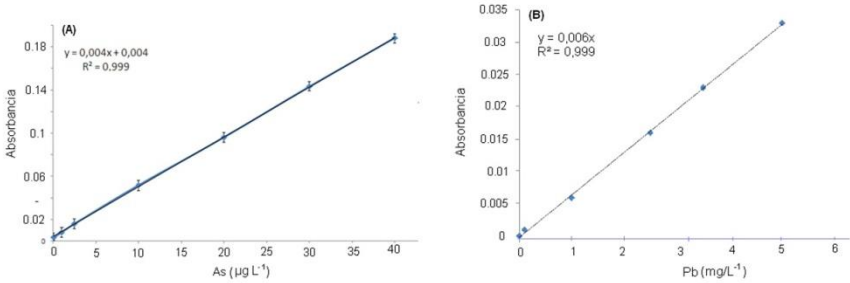 (A)
y = 0,004x + 0,004
R² = 0,999
Absorbancia
0.18
0.14
0.1
0.06
-
0.02
0
0 5 10 15 20 25 30 35 40
As (µg L⁻¹)
(B)
y = 0,006x
R² = 0,999
Absorbancia
0.035
0.03
0.025
0.02
0.015
0.01
0.005
0
0 1 2 3 4 5 6
Pb (mg/L⁻¹)